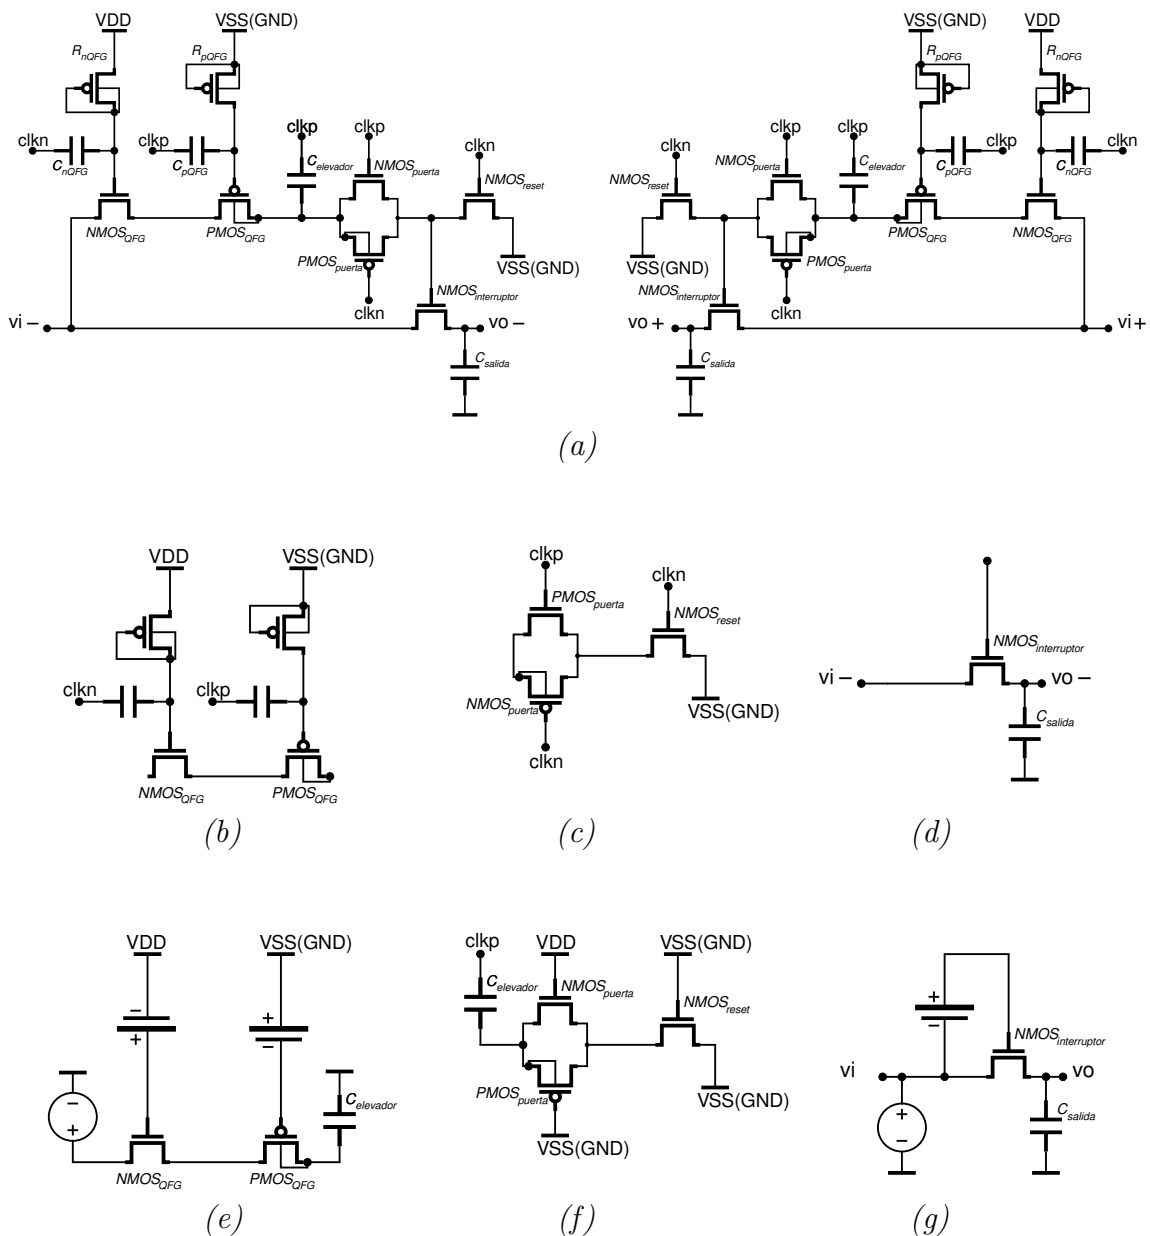 VDD VSS(GND) VSS(GND) VDD
R_nQFG R_pQFG R_pQFG R_nQFG
clkn clkp clkp clkp clkn clkn clkp clkp clkp clkn
C_nQFG C_pQFG C_elevador NMOS_puerta NMOS_reset NMOS_reset NMOS_puerta C_elevador C_pQFG C_nQFG
NMOS_QFG PMOS_QFG PMOS_puerta VSS(GND) VSS(GND) PMOS_puerta PMOS_QFG NMOS_QFG
clkn NMOS_interruptor NMOS_interruptor clkn
vi − vo − vo + vi +
C_salida C_salida
(a)
VDD VSS(GND)
clkn clkp
NMOS_QFG PMOS_QFG
(b)
clkp
PMOS_puerta
clkn
NMOS_reset
NMOS_puerta
VSS(GND)
clkn
(c)
NMOS_interruptor
vi − vo −
C_salida
(d)
VDD VSS(GND)
− +
+ −
− C_elevador
+
NMOS_QFG PMOS_QFG
(e)
clkp VDD VSS(GND)
C_elevador NMOS_puerta NMOS_reset
PMOS_puerta VSS(GND)
VSS(GND)
(f)
+
−
NMOS_interruptor
vi vo
+ C_salida
−
(g)